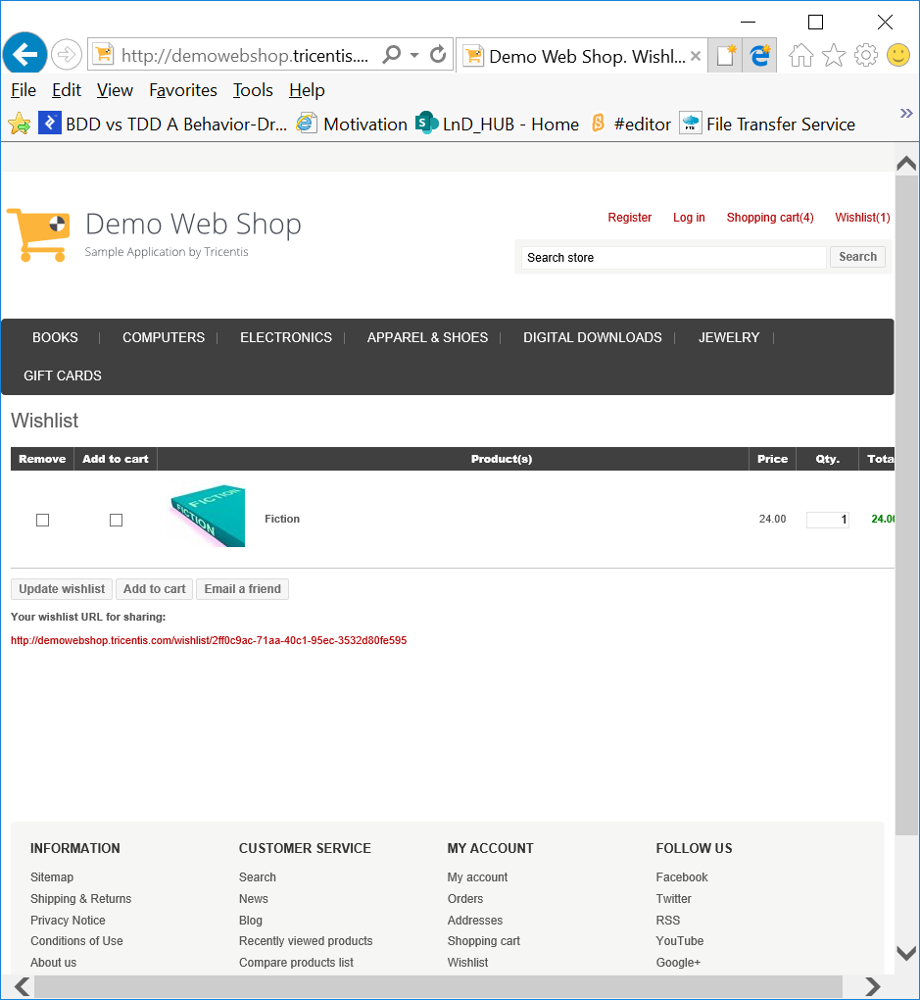 http://demowebshop.tricentis....
Demo Web Shop. Wishl...
File Edit View Favorites Tools Help
BDD vs TDD A Behavior-Dr... Motivation LnD_HUB - Home #editor File Transfer Service
Demo Web Shop
Sample Application by Tricentis
Register Log in Shopping cart(4) Wishlist(1)
Search store Search
BOOKS COMPUTERS ELECTRONICS APPAREL & SHOES DIGITAL DOWNLOADS JEWELRY
GIFT CARDS
Wishlist
Remove Add to cart Product(s) Price Qty. Tota
FICTION
FICTION
Fiction 24.00 1 24.00
Update wishlist Add to cart Email a friend
Your wishlist URL for sharing:
http://demowebshop.tricentis.com/wishlist/2ff0c9ac-71aa-40c1-95ec-3532d80fe595
INFORMATION CUSTOMER SERVICE MY ACCOUNT FOLLOW US
Sitemap Search My account Facebook
Shipping & Returns News Orders Twitter
Privacy Notice Blog Addresses RSS
Conditions of Use Recently viewed products Shopping cart YouTube
About us Compare products list Wishlist Google+